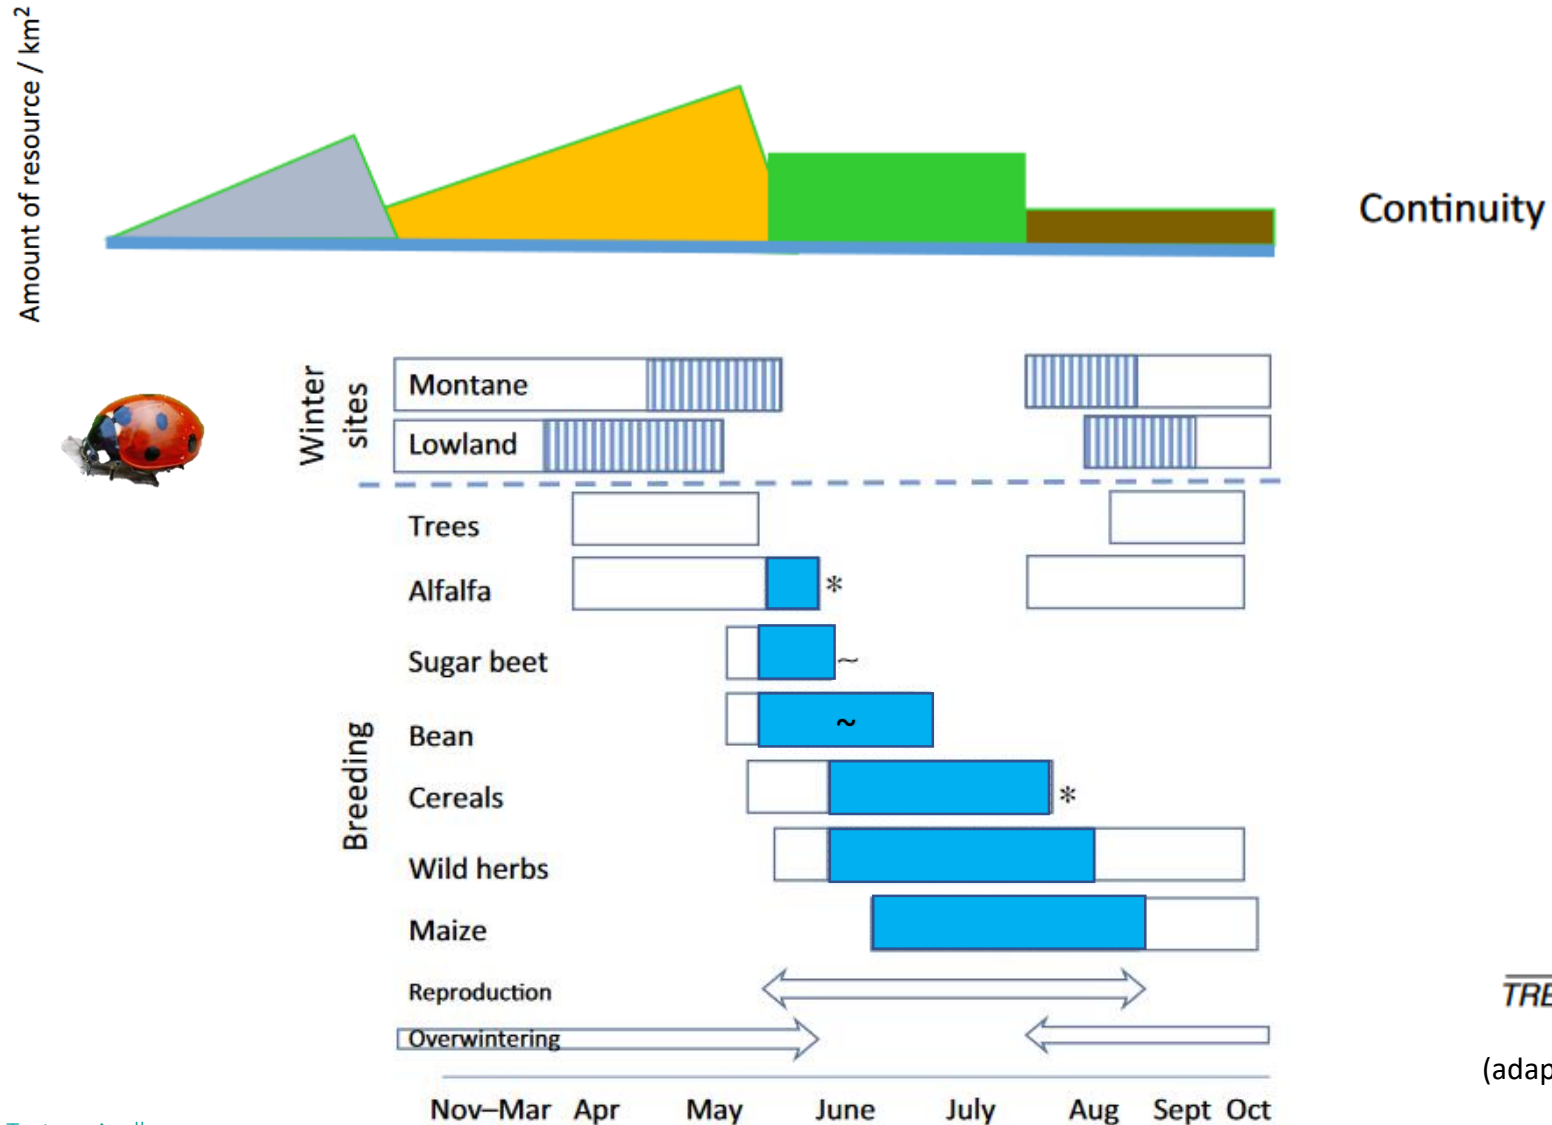 Amount of resource / km²
Continuity
Winter
sites
Montane
Lowland
Trees
Alfalfa
*
Sugar beet
~
Bean
~
Breeding
Cereals
*
Wild herbs
Maize
Reproduction
Overwintering
Nov–Mar Apr May June July Aug Sept Oct
TRE
(adap